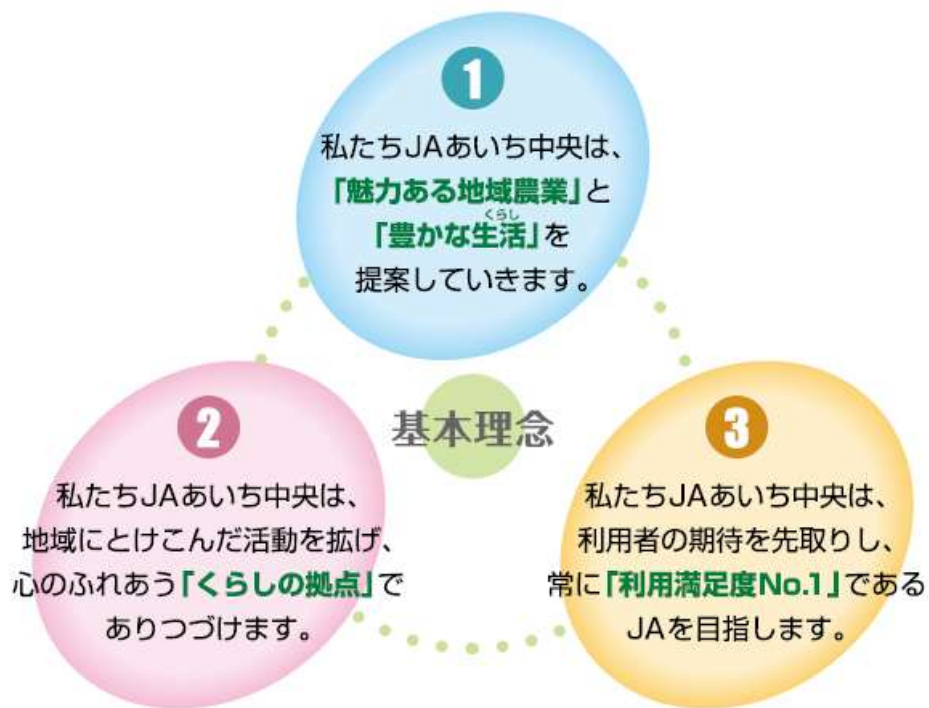 1
私たちJAあいち中央は、
「魅力ある地域農業」と
くらし
「豊かな生活」を
提案していきます。
基本理念
2
私たちJAあいち中央は、
地域にとけこんだ活動を拡げ、
心のふれあう「くらしの拠点」で
ありつづけます。
3
私たちJAあいち中央は、
利用者の期待を先取りし、
常に「利用満足度No.1」である
JAを目指します。